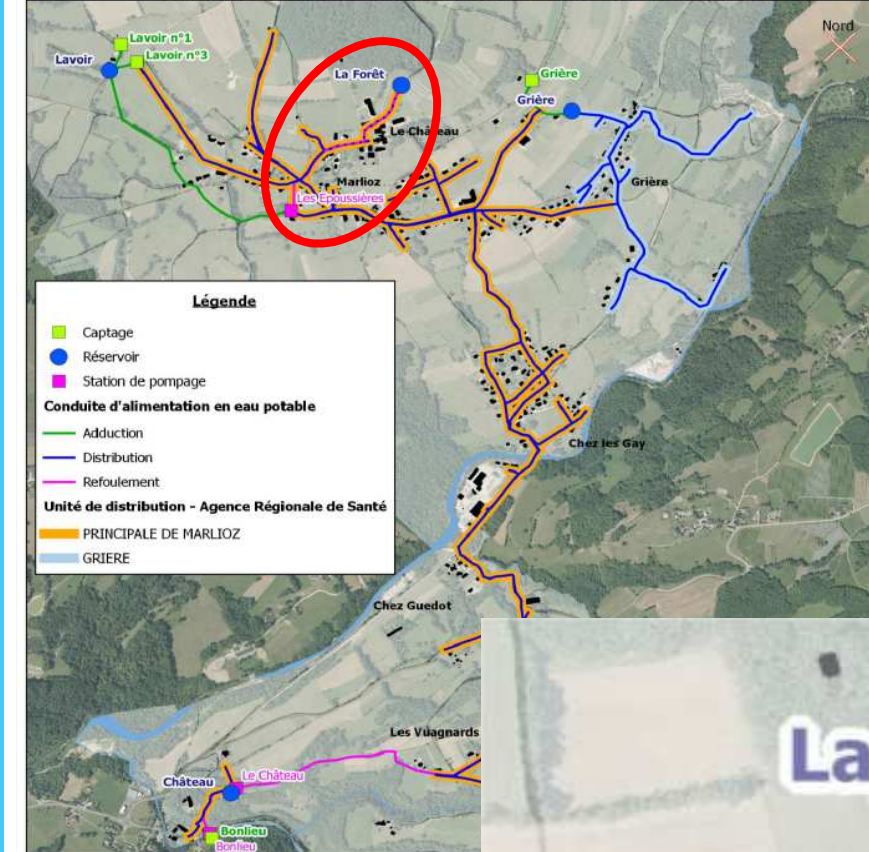 Nord
Lavoir n°1
Lavoir n°3
Lavoir
La Forêt
Grière
Grière
Le Château
Marlioz
Grière
Les Epoussières
Légende
Captage
Réservoir
Station de pompage
Conduite d'alimentation en eau potable
Adduction
Distribution
Refoulement
Unité de distribution - Agence Régionale de Santé
PRINCIPALE DE MARLIOZ
GRIERE
Chez les Gay
Chez Guedot
Les Vuagnards
La
Château
Le Château
Bonlieu
Bonlieu